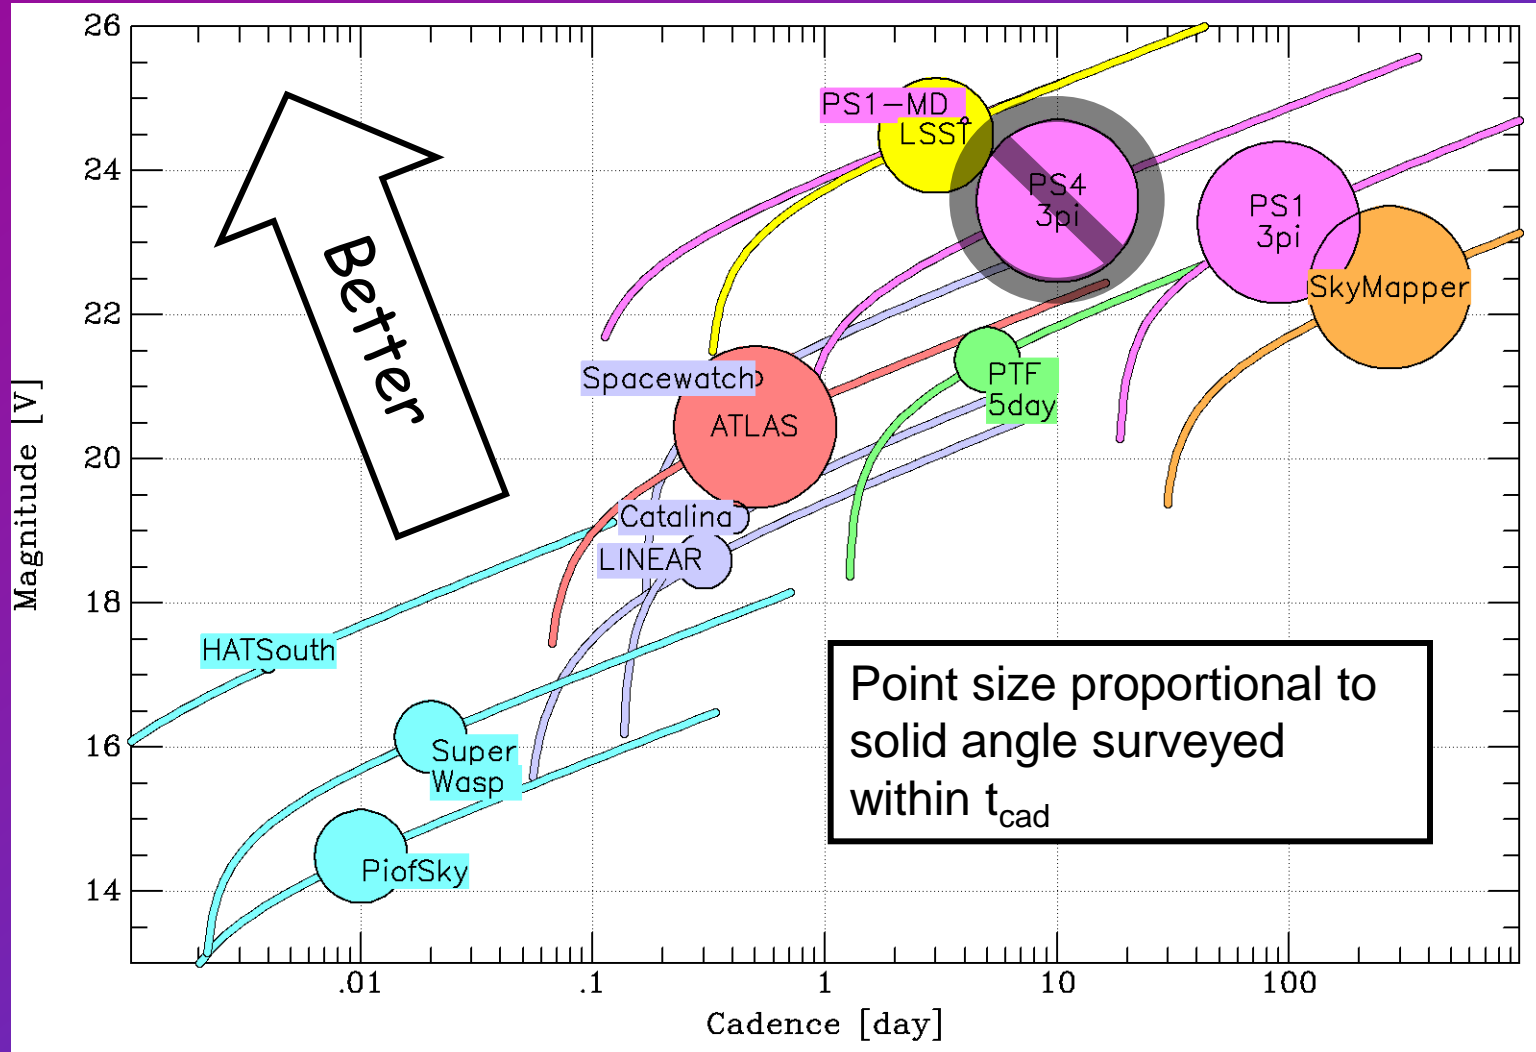 26
24
22
20
18
16
14
Magnitude [V]
.01
.1
1
10
100
Cadence [day]
Better
PS1-MD
LSST
PS4
3pi
PS1
3pi
SkyMapper
Spacewatch
ATLAS
PTF
5day
Catalina
LINEAR
HATSouth
Super
Wasp
PiofSky
Point size proportional to
solid angle surveyed
within tcad